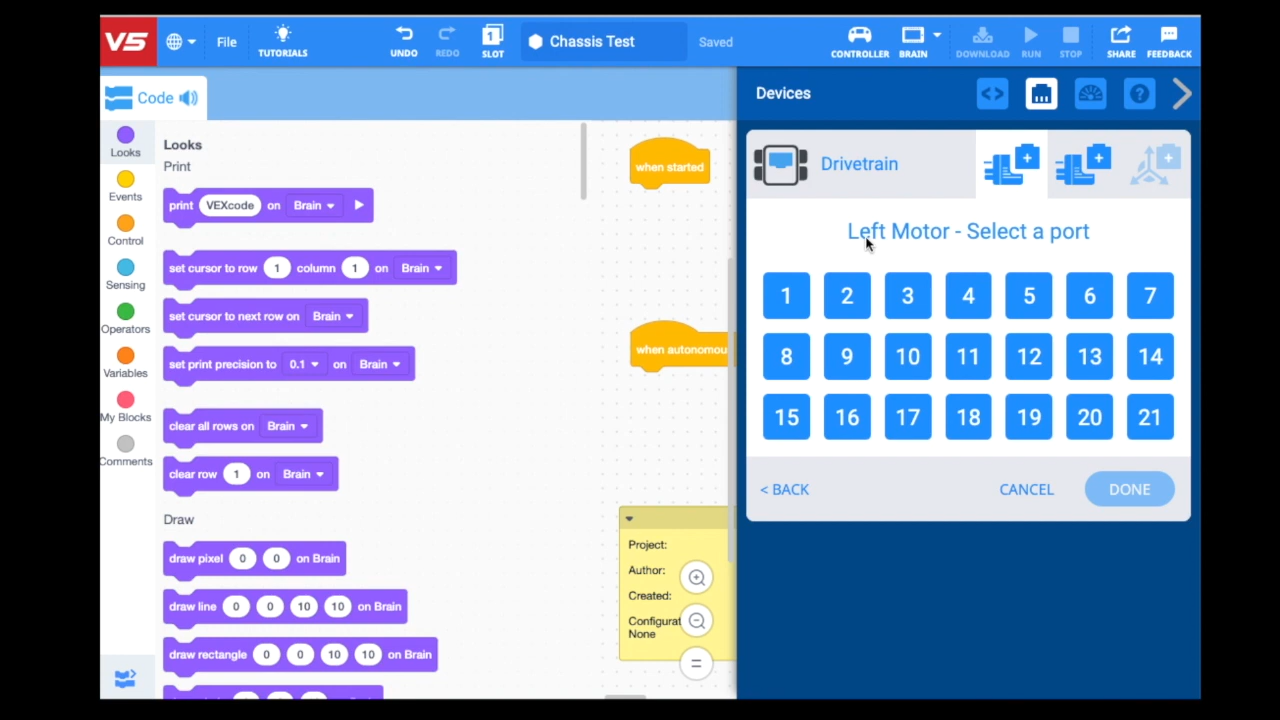 V5
File
TUTORIALS
UNDO
REDO
1
SLOT
Chassis Test
Saved
CONTROLLER
BRAIN
DOWNLOAD
RUN
STOP
SHARE
FEEDBACK
Code
Devices
<>
?
Looks
Events
Control
Sensing
Operators
Variables
My Blocks
Comments
Looks
Print
print VEXcode on Brain
set cursor to row 1 column 1 on Brain
set cursor to next row on Brain
set print precision to 0.1 on Brain
clear all rows on Brain
clear row 1 on Brain
Draw
draw pixel 0 0 on Brain
draw line 0 0 10 10 on Brain
draw rectangle 0 0 10 10 on Brain
when started
when autonomou
Project:
Author:
Created:
Configurat
None
Drivetrain
Left Motor - Select a port
1 2 3 4 5 6 7
8 9 10 11 12 13 14
15 16 17 18 19 20 21
< BACK
CANCEL
DONE